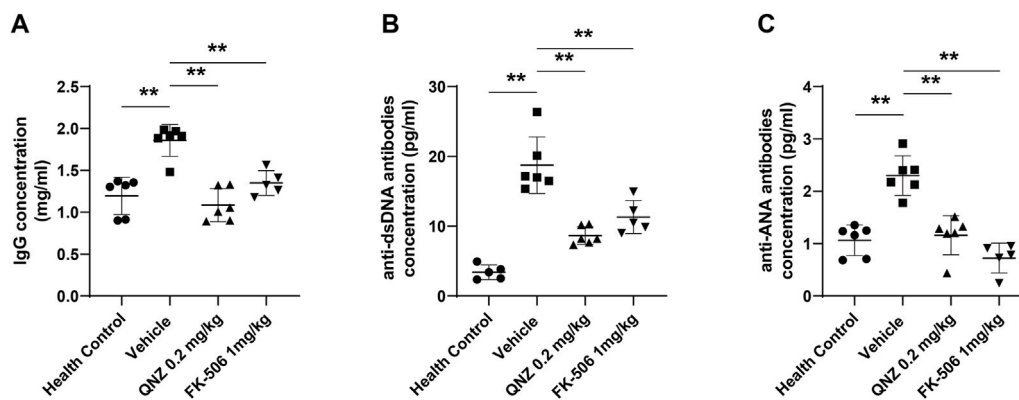 A
IgG concentration
(mg/ml)
2.5
2.0
1.5
1.0
0.5
0.0
**
**
**
Health Control
Vehicle
QNZ 0.2 mg/kg
FK-506 1mg/kg
B
anti-dsDNA antibodies
concentration (pg/ml)
30
20
10
0
**
**
**
Health Control
Vehicle
QNZ 0.2 mg/kg
FK-506 1mg/kg
C
anti-ANA antibodies
concentration (pg/ml)
4
3
2
1
0
**
**
**
Health Control
Vehicle
QNZ 0.2 mg/kg
FK-506 1mg/kg